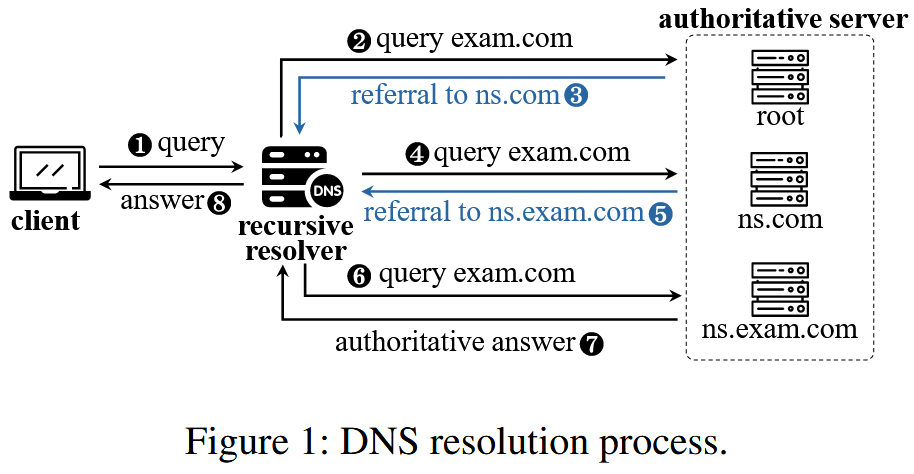 authoritative server
❷ query exam.com
referral to ns.com ❸
root
❶ query
answer ❽
client
DNS
recursive
resolver
❹ query exam.com
referral to ns.exam.com ❺
ns.com
❻ query exam.com
authoritative answer ❼
ns.exam.com
Figure 1: DNS resolution process.